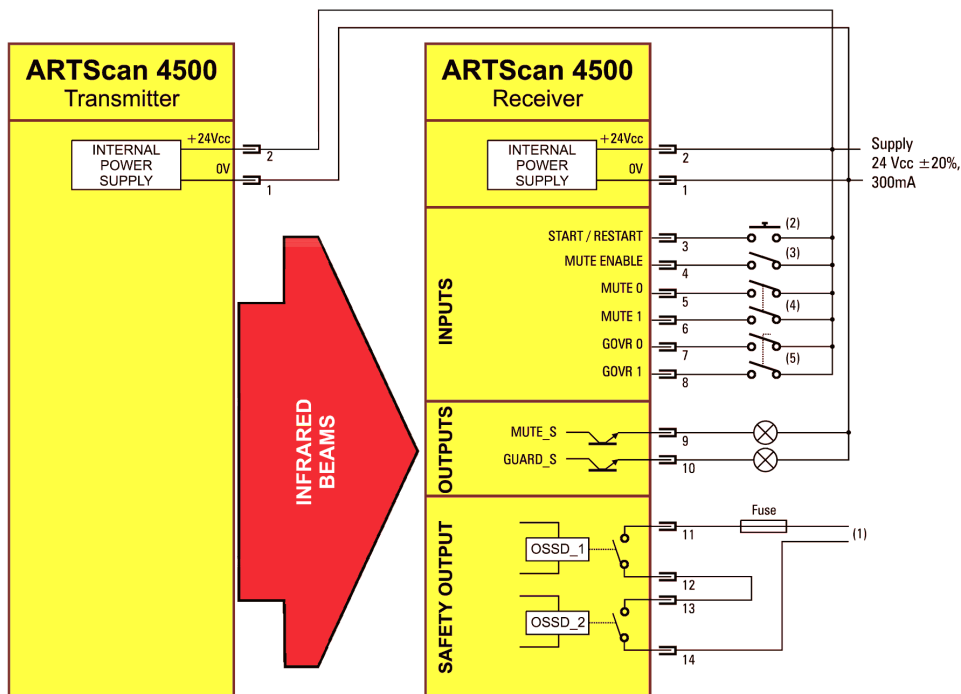 ARTScan 4500
Transmitter
+24Vcc
INTERNAL
POWER
SUPPLY
0V
2
1
INFRARED
BEAMS
ARTScan 4500
Receiver
+24Vcc
INTERNAL
POWER
SUPPLY
0V
2
1
Supply
24 Vcc ±20%,
300mA
INPUTS
START / RESTART
3
(2)
MUTE ENABLE
4
(3)
MUTE 0
5
(4)
MUTE 1
6
GOVR 0
7
(5)
GOVR 1
8
OUTPUTS
MUTE_S
9
GUARD_S
10
SAFETY OUTPUT
OSSD_1
11
Fuse
(1)
12
13
OSSD_2
14